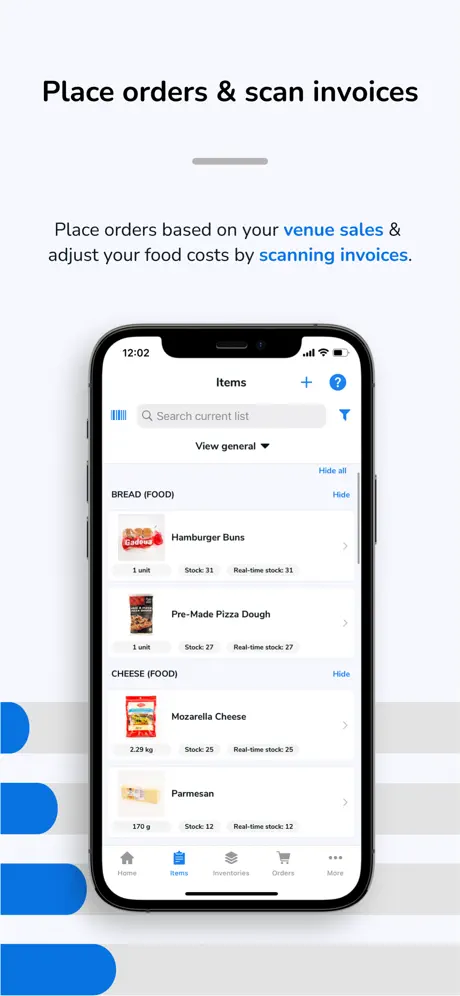 Place orders & scan invoices
Place orders based on your venue sales &
adjust your food costs by scanning invoices.
12:02
Items
?
Search current list
View general
Hide all
BREAD (FOOD)
Hide
Gadoua
Hamburger Buns
1 unit
Stock: 31
Real-time stock: 31
Pre-Made Pizza Dough
1 unit
Stock: 27
Real-time stock: 27
CHEESE (FOOD)
Hide
Mozarella Cheese
2.29 kg
Stock: 25
Real-time stock: 25
Parmesan
170 g
Stock: 12
Real-time stock: 12
Home
Items
Inventories
Orders
More